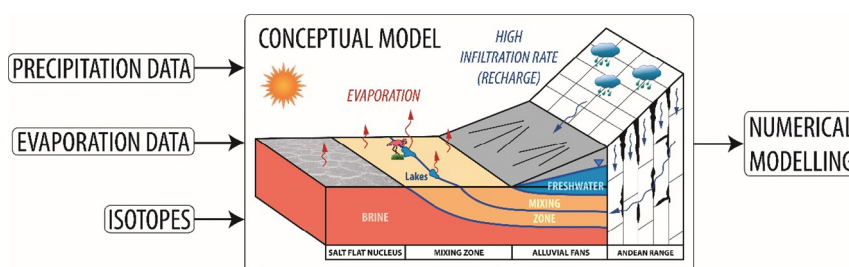 PRECIPITATION DATA
EVAPORATION DATA
ISOTOPES
CONCEPTUAL MODEL
HIGH
INFILTRATION RATE
(RECHARGE)
EVAPORATION
Lakes
FRESHWATER
MIXING
ZONE
BRINE
SALT FLAT NUCLEUS
MIXING ZONE
ALLUVIAL FANS
ANDEAN RANGE
NUMERICAL
MODELLING